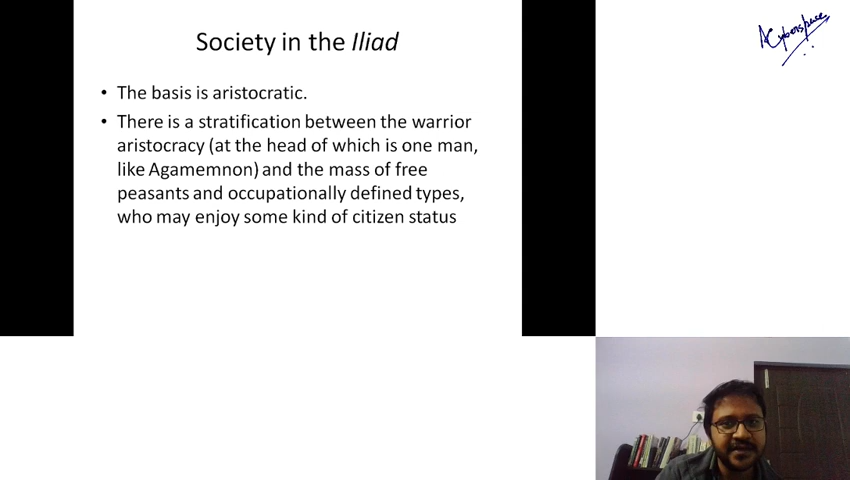 Society in the Iliad
• The basis is aristocratic.
• There is a stratification between the warrior
aristocracy (at the head of which is one man,
like Agamemnon) and the mass of free
peasants and occupationally defined types,
who may enjoy some kind of citizen status